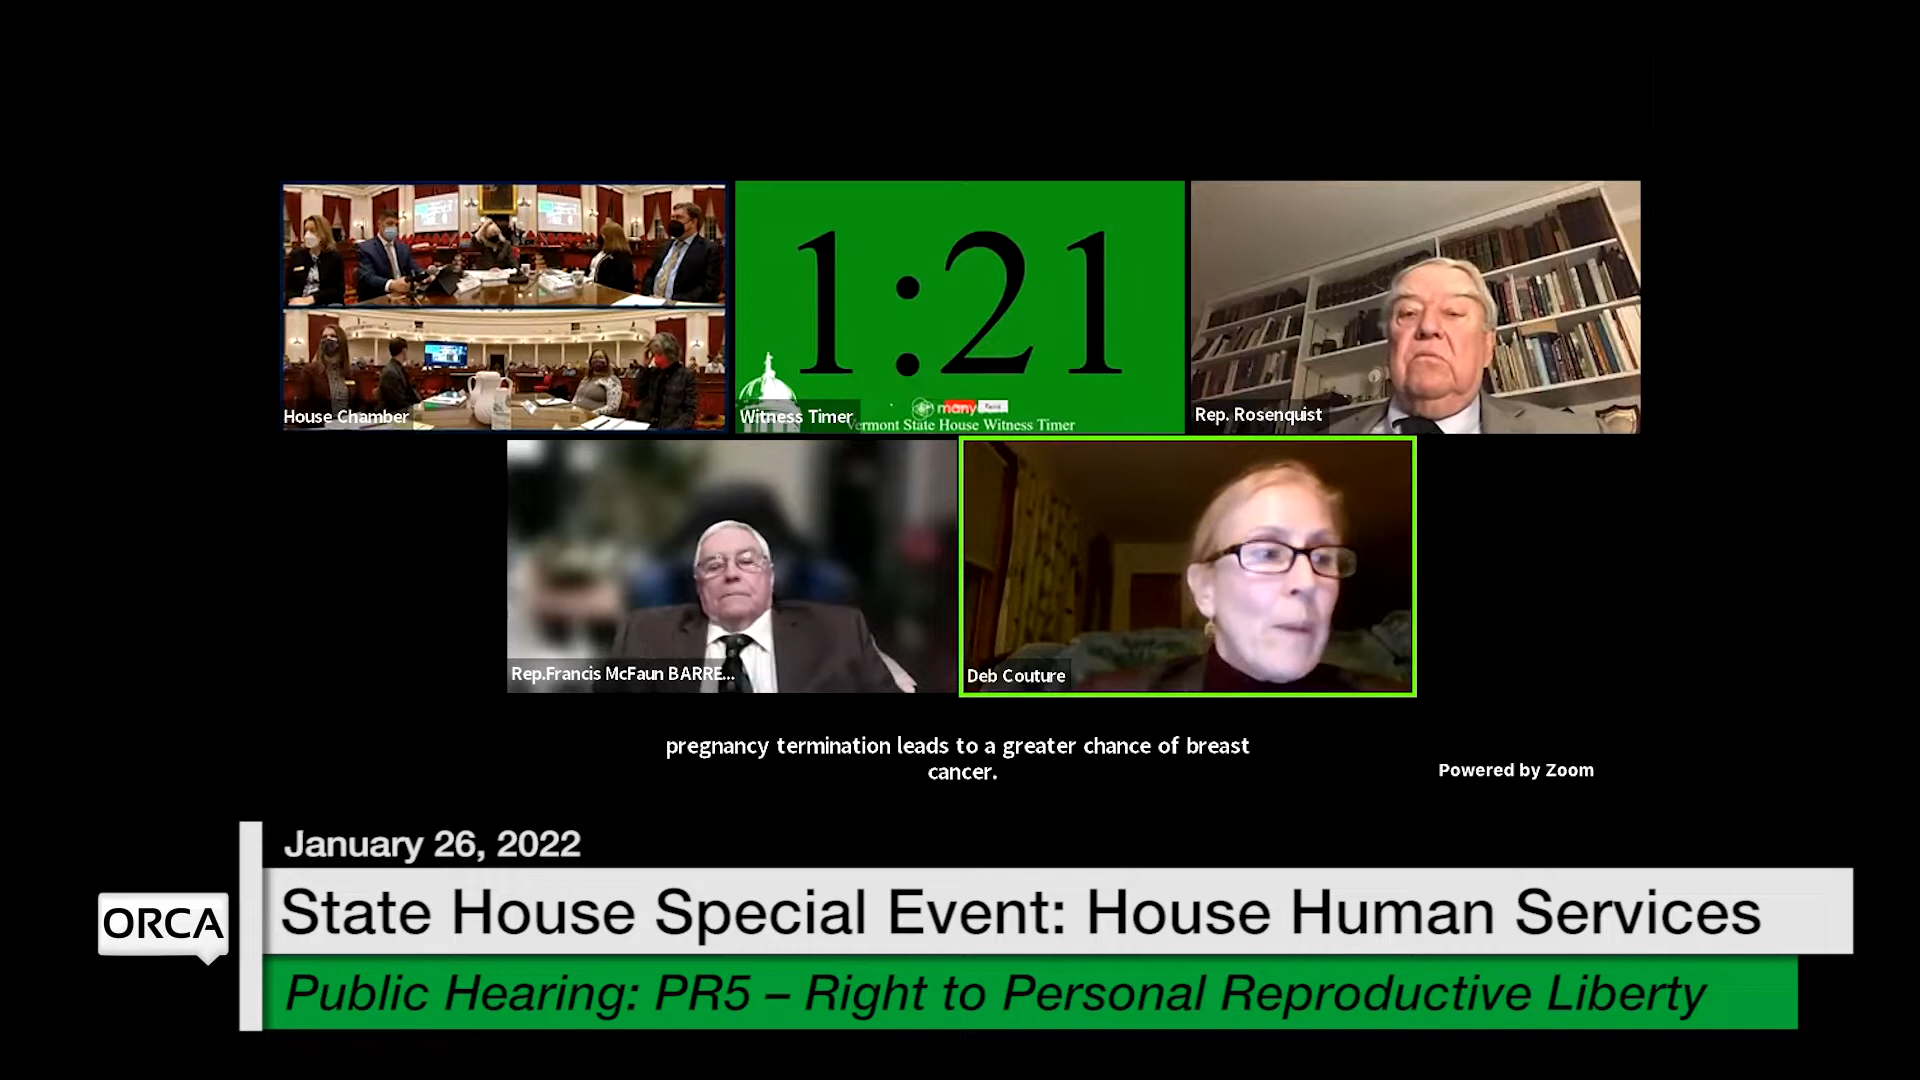 House Chamber
1:21
Witness Timer
many
Vermont State House Witness Timer
Rep. Rosenquist
Rep.Francis McFaun BARRE...
Deb Couture
pregnancy termination leads to a greater chance of breast
cancer.
Powered by Zoom
January 26, 2022
ORCA
State House Special Event: House Human Services
Public Hearing: PR5 – Right to Personal Reproductive Liberty